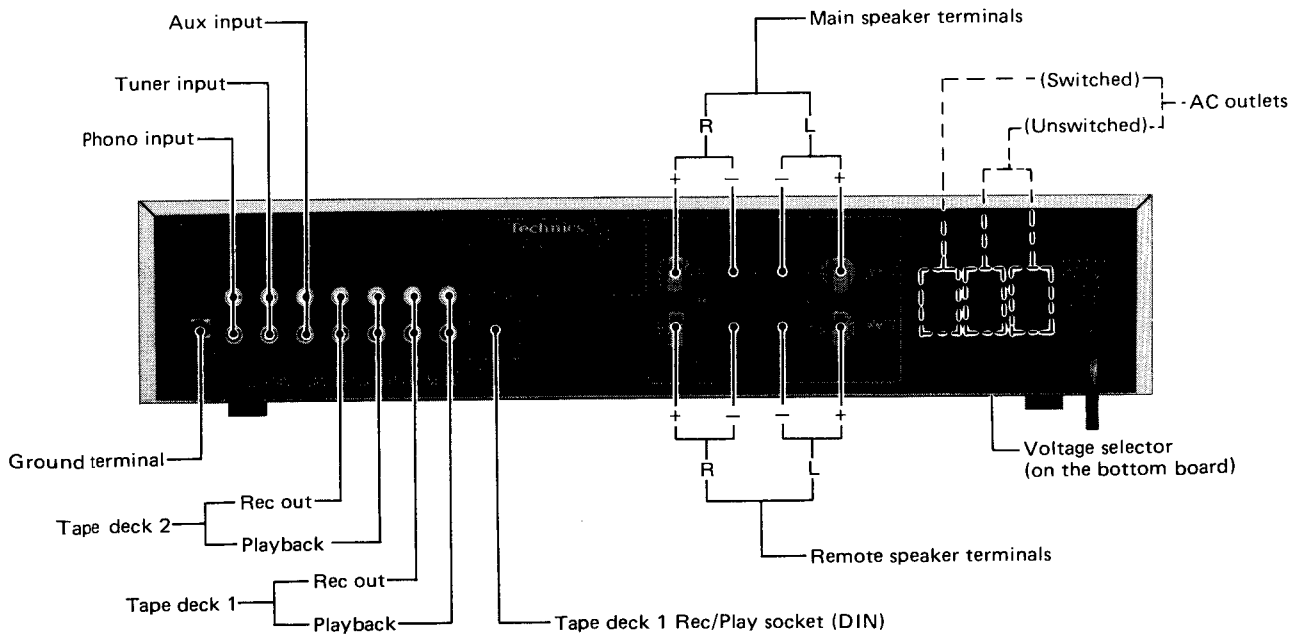 Aux input
Main speaker terminals
Tuner input
(Switched)
AC outlets
Phono input
(Unswitched)
R
L
+
−
−
+
Technics
+
−
−
+
Ground terminal
R
L
Voltage selector
(on the bottom board)
Tape deck 2
Rec out
Playback
Remote speaker terminals
Tape deck 1
Rec out
Playback
Tape deck 1 Rec/Play socket (DIN)